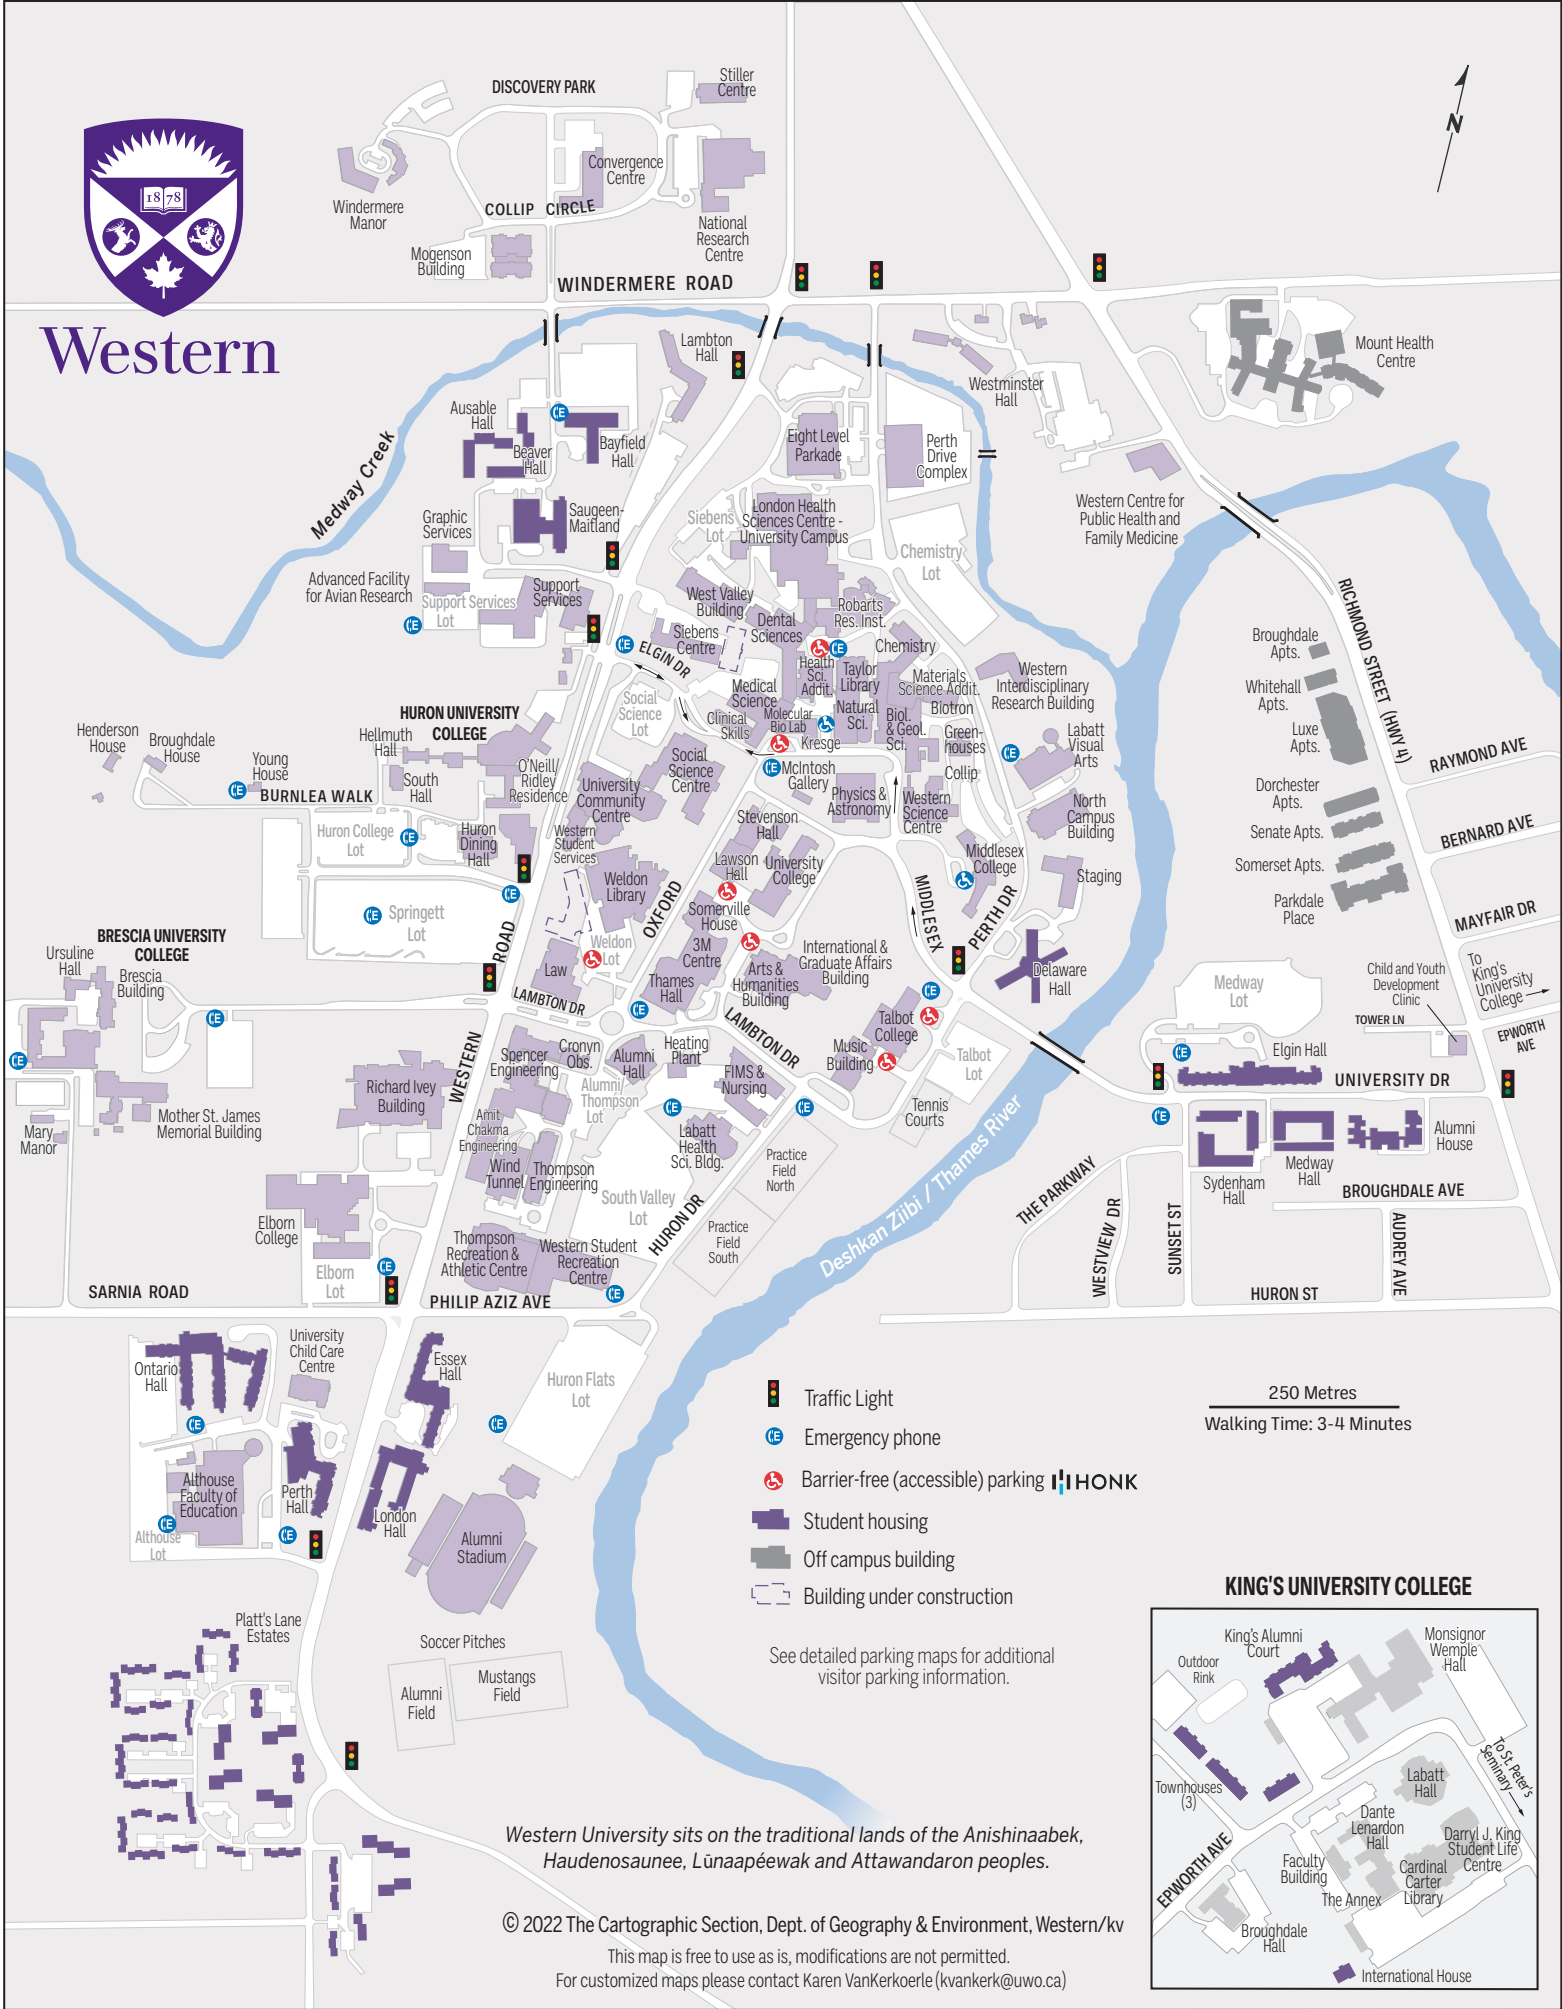 DISCOVERY PARK
Stiller
Centre
Convergence
Centre
Windermere
Manor
COLLIP CIRCLE
National
Research
Centre
Mogenson
Building
WINDERMERE ROAD
N
1878
Western
Lambton
Hall
Mount Health
Centre
Westminster
Hall
Ausable
Hall
Beaver
Hall
Bayfield
Hall
Eight Level
Parkade
Perth
Drive
Complex
Medway Creek
Western Centre for
Public Health and
Family Medicine
Graphic
Services
Saugeen-
Maitland
Siebens
Lot
London Health
Sciences Centre -
University Campus
Chemistry
Lot
Advanced Facility
for Avian Research
Support Services
Lot
Support
Services
West Valley
Building
Siebens
Centre
Dental
Sciences
Robarts
Res. Inst.
Chemistry
ELGIN DR
Health
Sci.
Addit.
Taylor
Library
Materials
Science Addit.
Biotron
Western
Interdisciplinary
Research Building
Medical
Science
Social
Science
Lot
Clinical
Skills
Molecular
Bio Lab
Natural
Sci.
Biol.
& Geol.
Sci.
Green-
houses
Kresge
Labatt
Visual
Arts
Collip
RICHMOND STREET (HWY 4)
Broughdale
Apts.
Whitehall
Apts.
Luxe
Apts.
RAYMOND AVE
Dorchester
Apts.
Senate Apts.
BERNARD AVE
Somerset Apts.
Parkdale
Place
MAYFAIR DR
HURON UNIVERSITY
COLLEGE
Henderson
House
Broughdale
House
Young
House
Hellmuth
Hall
South
Hall
O'Neill/
Ridley
Residence
BURNLEA WALK
Huron College
Lot
Huron
Dining
Hall
University
Community
Centre
Social
Science
Centre
McIntosh
Gallery
Physics &
Astronomy
Western
Science
Centre
North
Campus
Building
Western
Student
Services
Stevenson
Hall
Lawson
Hall
University
College
Middlesex
College
Staging
Weldon
Library
Springett
Lot
OXFORD
Somerville
House
MIDDLESEX
PERTH DR
BRESCIA UNIVERSITY
COLLEGE
Ursuline
Hall
Brescia
Building
ROAD
Weldon
Lot
Law
3M
Centre
Thames
Hall
Arts &
Humanities
Building
International &
Graduate Affairs
Building
Delaware
Hall
Medway
Lot
Child and Youth
Development
Clinic
To
King's
University
College
TOWER LN
EPWORTH
AVE
LAMBTON DR
LAMBTON DR
Talbot
College
Music
Building
Talbot
Lot
Tennis
Courts
Elgin Hall
UNIVERSITY DR
Alumni
House
Medway
Hall
Sydenham
Hall
BROUGHDALE AVE
WESTERN
Spencer
Engineering
Cronyn
Obs.
Alumni
Hall
Heating
Plant
FIMS &
Nursing
Richard Ivey
Building
Alumni/
Thompson
Lot
Amit
Chakma
Engineering
Labatt
Health
Sci. Bldg.
Wind
Tunnel
Thompson
Engineering
Mother St. James
Memorial Building
Mary
Manor
Practice
Field
North
Practice
Field
South
South Valley
Lot
HURON DR
Deshkan Ziibi / Thames River
THE PARKWAY
WESTVIEW DR
SUNSET ST
AUDREY AVE
HURON ST
Elborn
College
Elborn
Lot
Thompson
Recreation &
Athletic Centre
Western Student
Recreation
Centre
SARNIA ROAD
PHILIP AZIZ AVE
Ontario
Hall
University
Child Care
Centre
Essex
Hall
Huron Flats
Lot
Althouse
Faculty of
Education
Althouse
Lot
Perth
Hall
London
Hall
Alumni
Stadium
Platt's Lane
Estates
Soccer Pitches
Alumni
Field
Mustangs
Field
Traffic Light
Emergency phone
Barrier-free (accessible) parking HONK
Student housing
Off campus building
Building under construction
See detailed parking maps for additional
visitor parking information.
250 Metres
Walking Time: 3-4 Minutes
KING'S UNIVERSITY COLLEGE
King's Alumni
Court
Monsignor
Wemple
Hall
Outdoor
Rink
Townhouses
(3)
To St. Peter's
Seminary
Labatt
Hall
Dante
Lenardon
Hall
Darryl J. King
Student Life
Centre
Faculty
Building
Cardinal
Carter
Library
The Annex
EPWORTH AVE
Broughdale
Hall
International House
Western University sits on the traditional lands of the Anishinaabek,
Haudenosaunee, Lūnaapéewak and Attawandaron peoples.
© 2022 The Cartographic Section, Dept. of Geography & Environment, Western/kv
This map is free to use as is, modifications are not permitted.
For customized maps please contact Karen VanKerkoerle (kvankerk@uwo.ca)